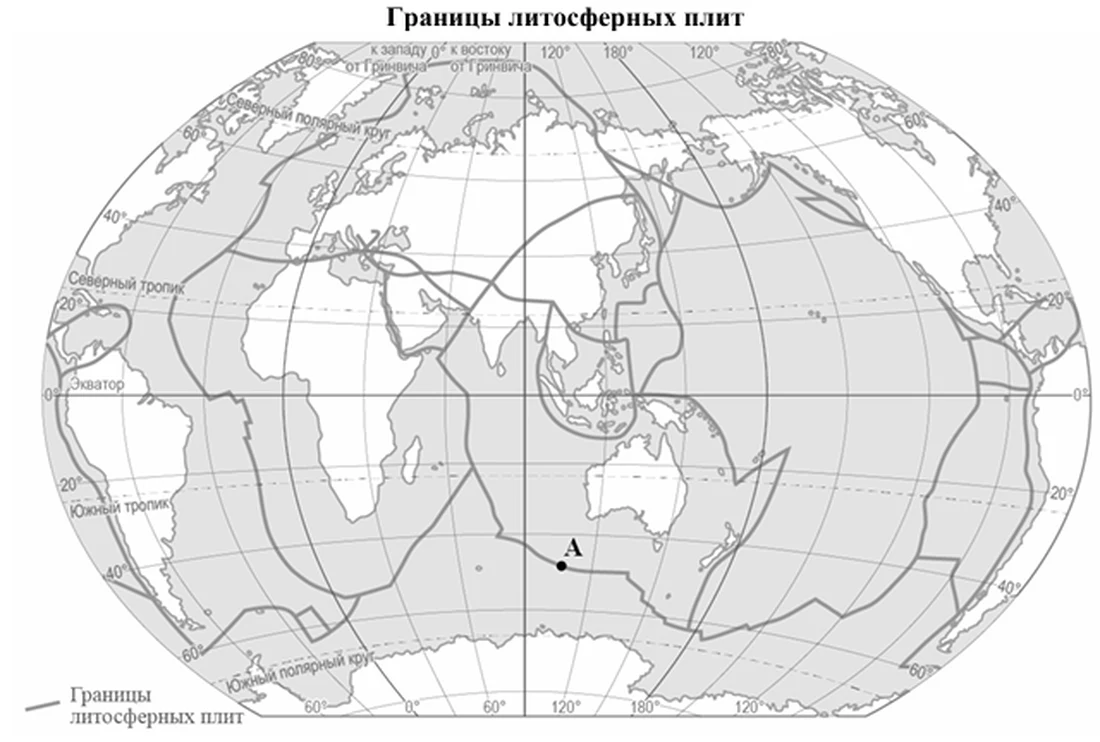 Границы литосферных плит
к западу 0° к востоку 120° 180° 120° 80°
от Гринвича от Гринвича
80°
Северный полярный круг
60° 60°
40° 40°
Северный тропик
20° 20°
Экватор
0° 0°
20° 20°
Южный тропик
А
40° 40°
60° 60°
Южный полярный круг
60° 0° 60° 120° 180° 120°
Границы
литосферных плит